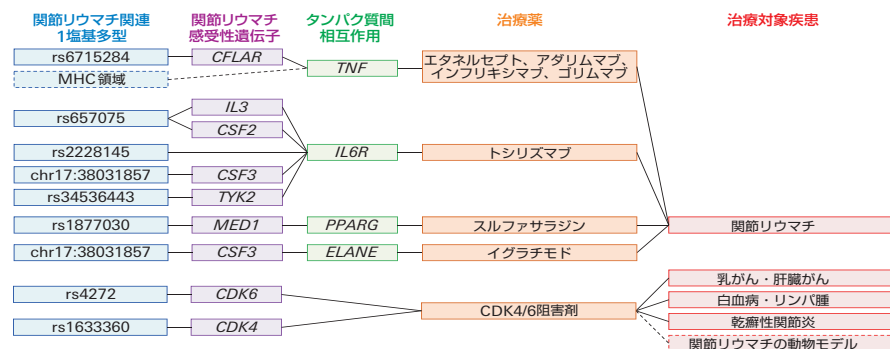 関節リウマチ関連
1塩基多型
関節リウマチ
感受性遺伝子
タンパク質間
相互作用
治療薬
治療対象疾患
rs6715284
CFLAR
MHC領域
TNF
エタネルセプト、アダリムマブ、
インフリキシマブ、ゴリムマブ
rs657075
IL3
CSF2
rs2228145
IL6R
トシリズマブ
chr17:38031857
CSF3
rs34536443
TYK2
rs1877030
MED1
PPARG
スルファサラジン
関節リウマチ
chr17:38031857
CSF3
ELANE
イグラチモド
rs4272
CDK6
rs1633360
CDK4
CDK4/6阻害剤
乳がん・肝臓がん
白血病・リンパ腫
乾癬性関節炎
関節リウマチの動物モデル